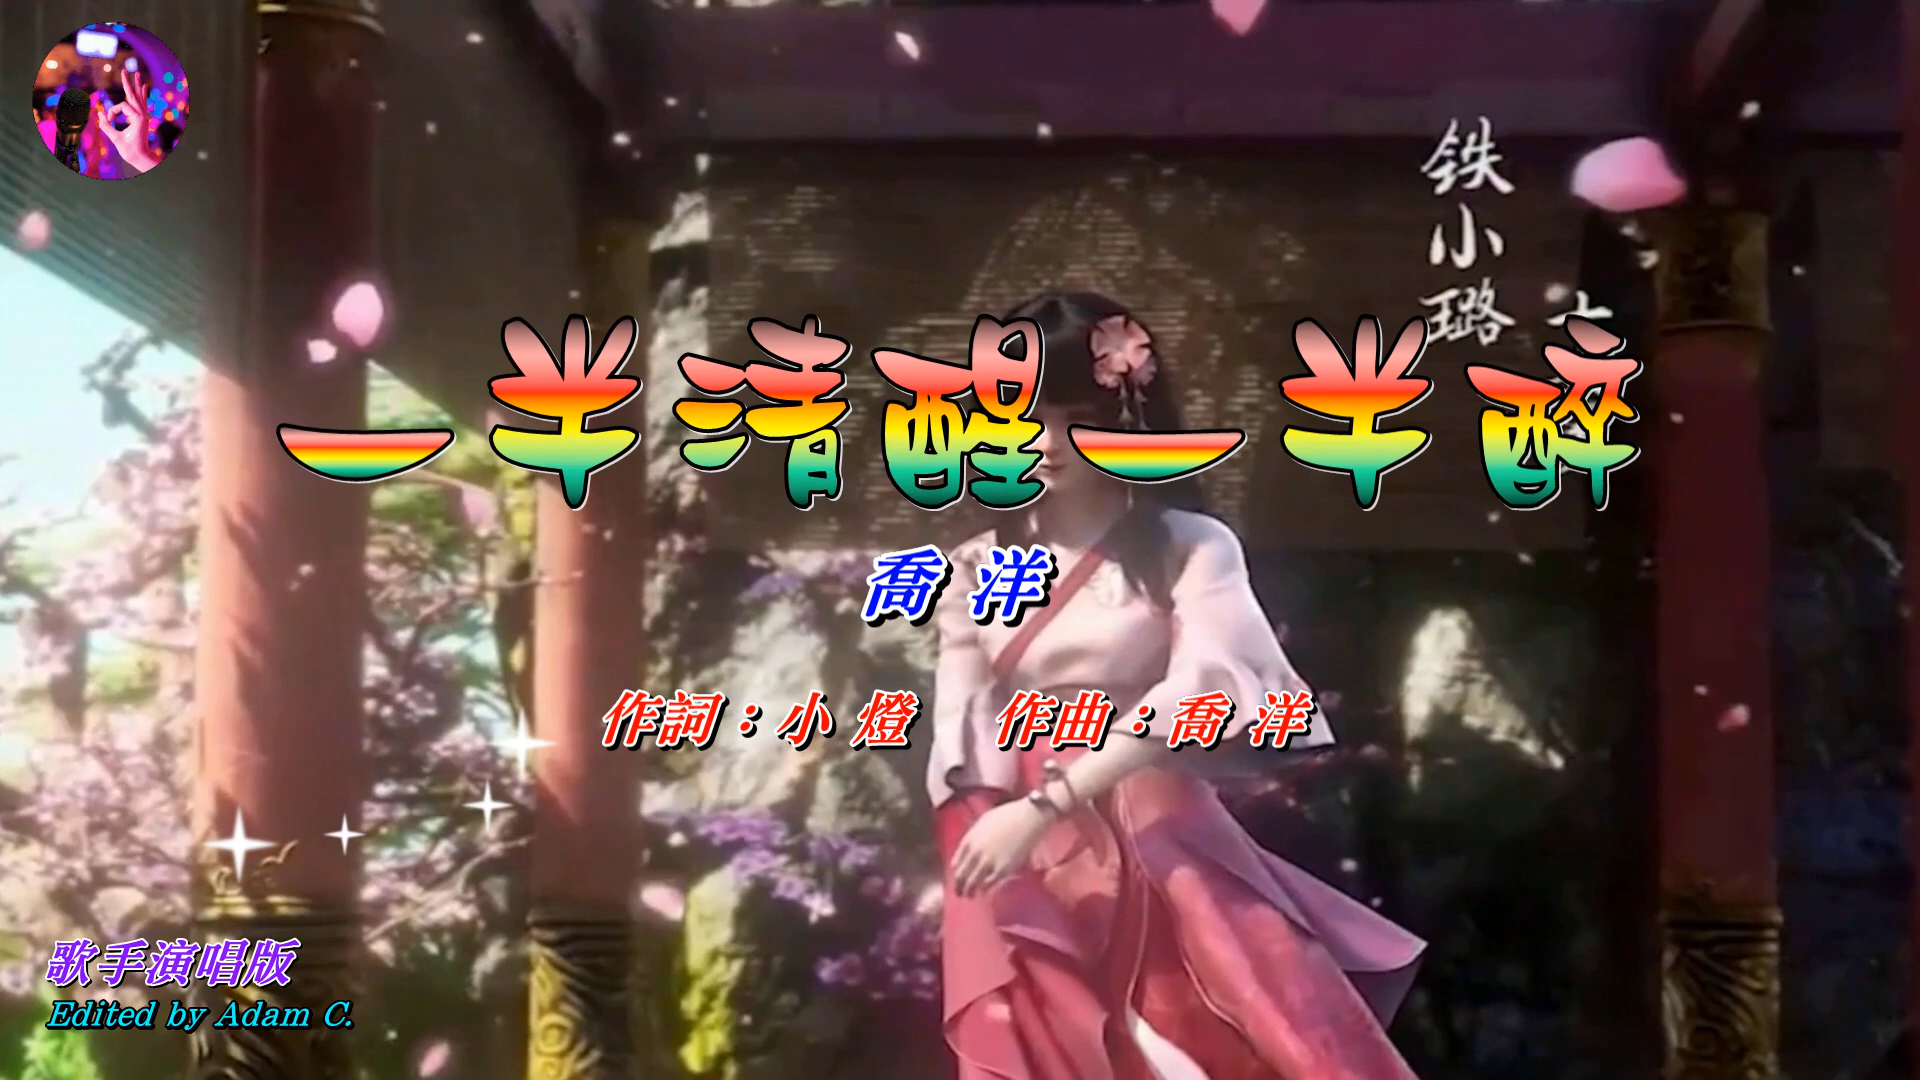 铁小璐
一半清醒一半醉
喬 洋
作詞：小 燈 作曲：喬 洋
歌手演唱版
Edited by Adam C.